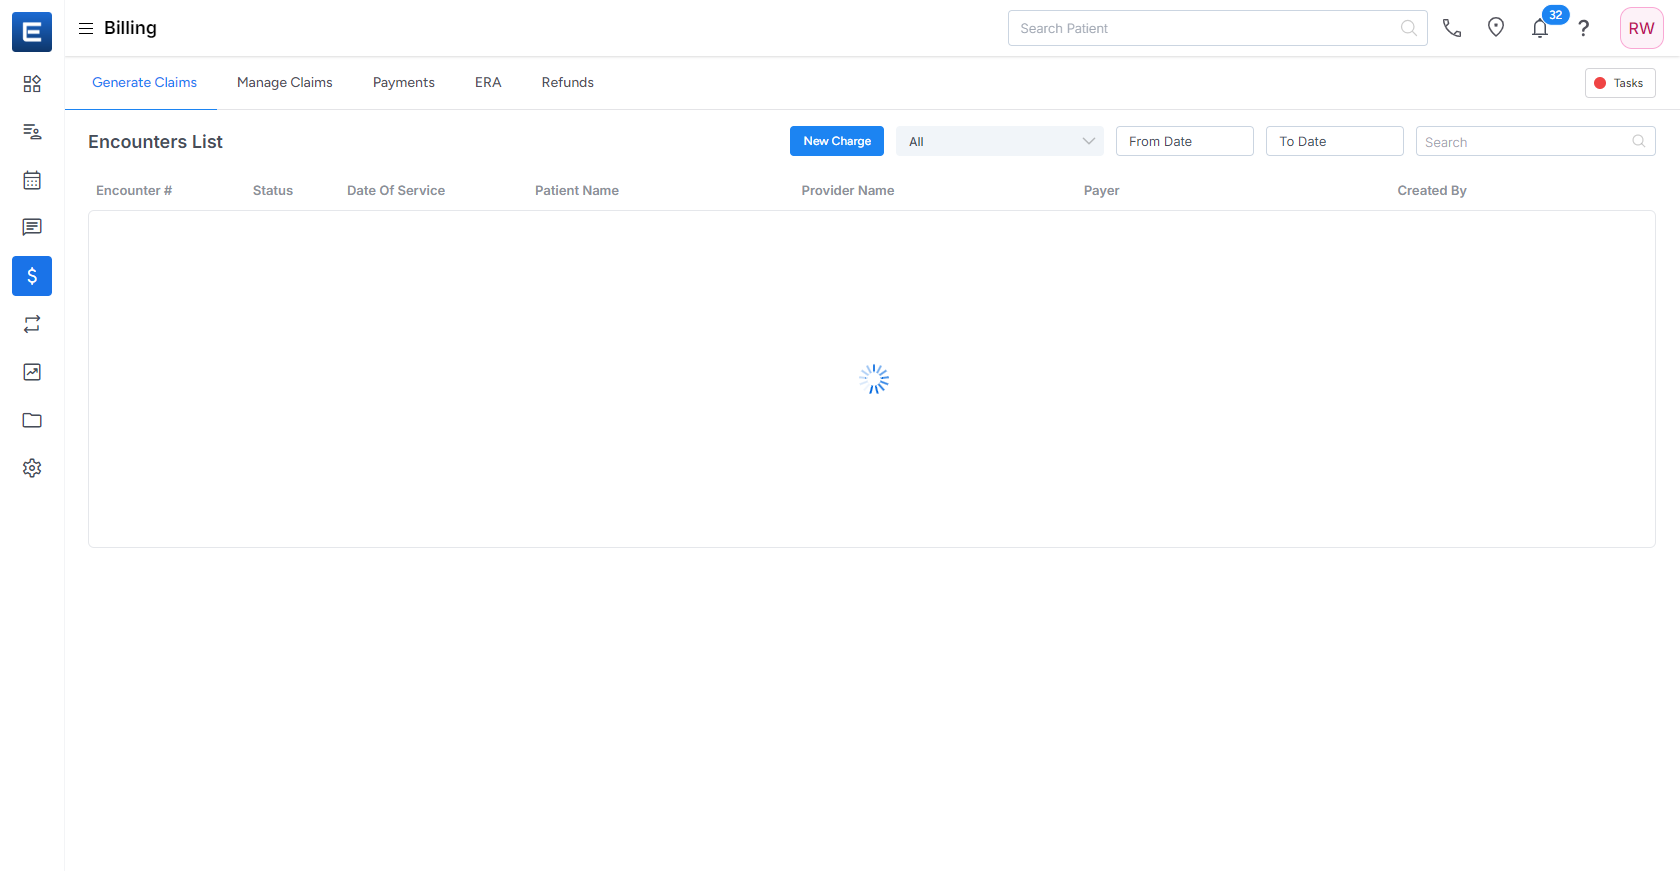 E
Billing
Search Patient
32
?
RW
Generate Claims
Manage Claims
Payments
ERA
Refunds
Tasks
Encounters List
New Charge
All
From Date
To Date
Search
Encounter #
Status
Date Of Service
Patient Name
Provider Name
Payer
Created By
$